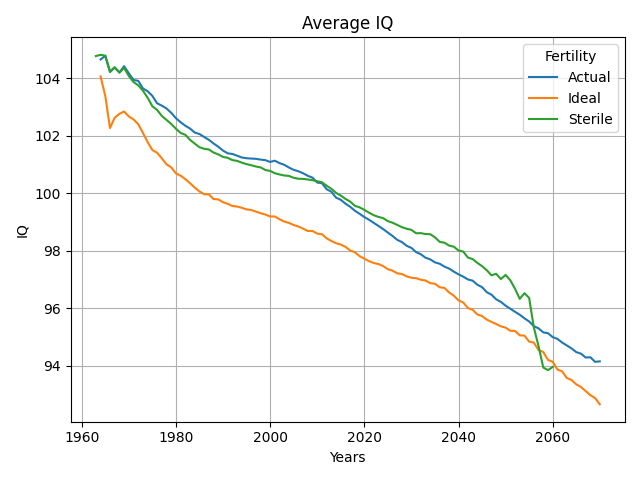 Average IQ
Fertility
Actual
Ideal
Sterile
IQ
104
102
100
98
96
94
1960 1980 2000 2020 2040 2060
Years